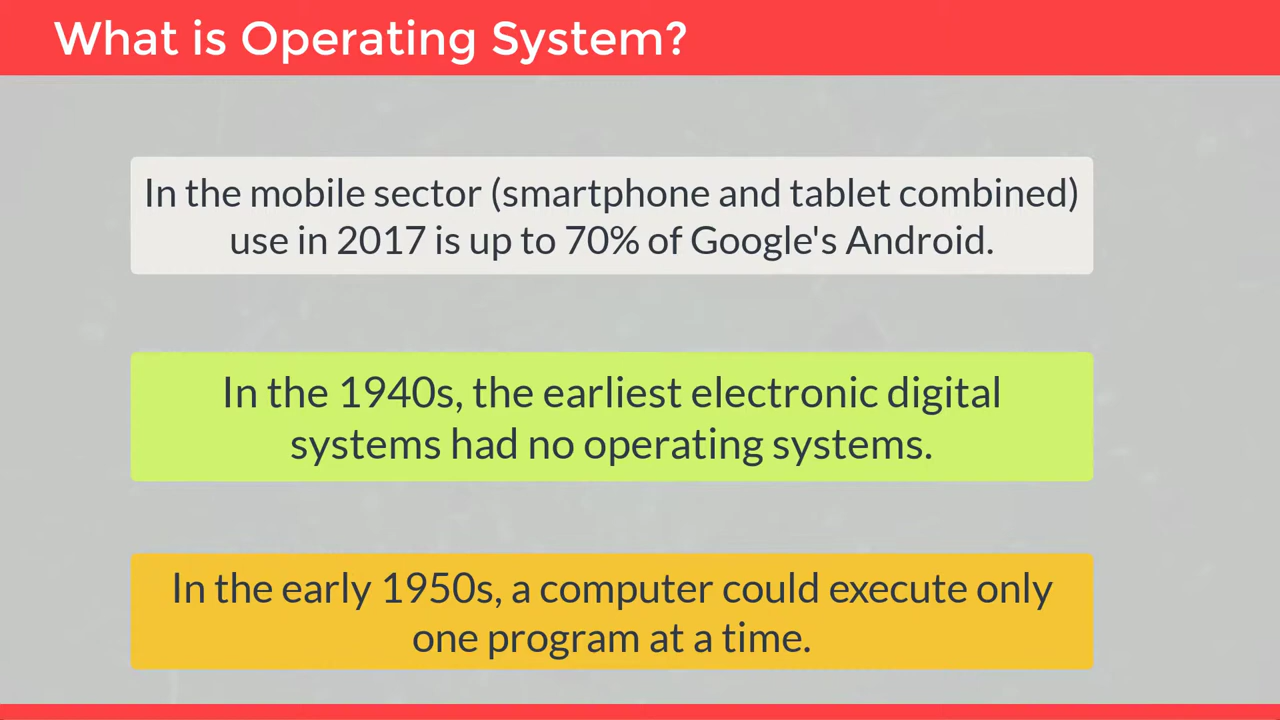 What is Operating System?
In the mobile sector (smartphone and tablet combined)
use in 2017 is up to 70% of Google's Android.
In the 1940s, the earliest electronic digital
systems had no operating systems.
In the early 1950s, a computer could execute only
one program at a time.